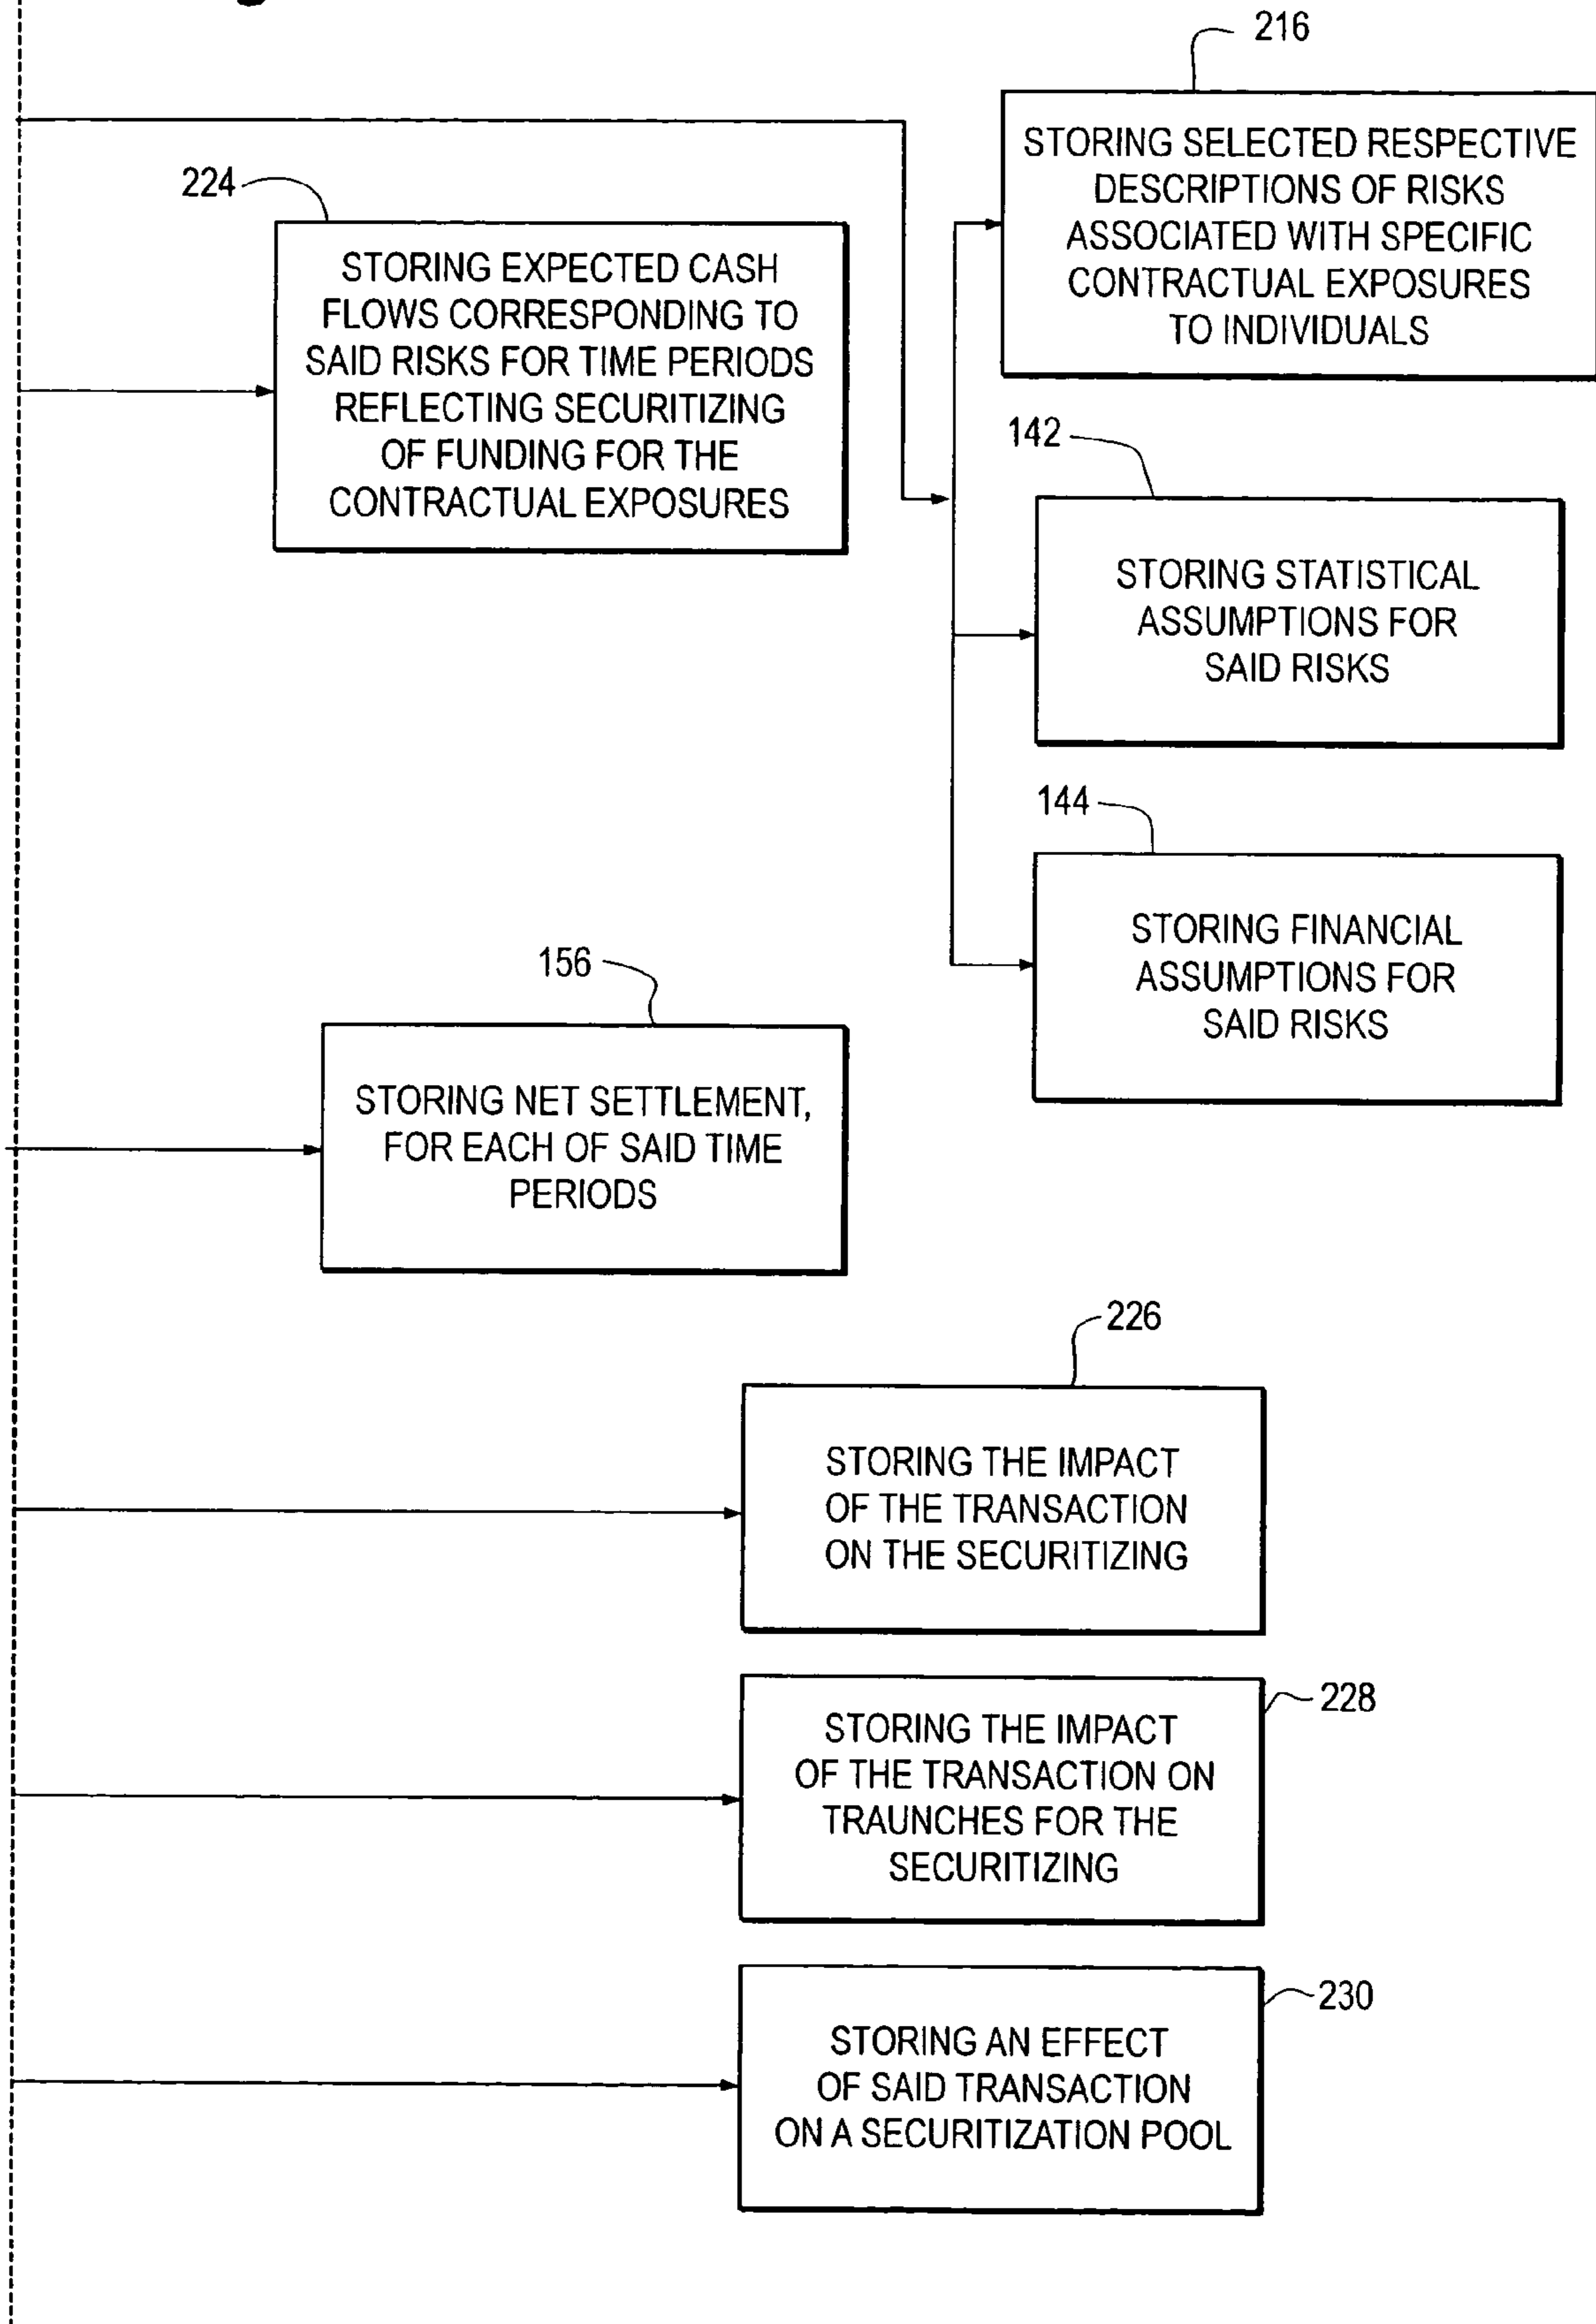 216
STORING SELECTED RESPECTIVE
DESCRIPTIONS OF RISKS
ASSOCIATED WITH SPECIFIC
CONTRACTUAL EXPOSURES
TO INDIVIDUALS
224
STORING EXPECTED CASH
FLOWS CORRESPONDING TO
SAID RISKS FOR TIME PERIODS
REFLECTING SECURITIZING
OF FUNDING FOR THE
CONTRACTUAL EXPOSURES
142
STORING STATISTICAL
ASSUMPTIONS FOR
SAID RISKS
144
STORING FINANCIAL
ASSUMPTIONS FOR
SAID RISKS
156
STORING NET SETTLEMENT,
FOR EACH OF SAID TIME
PERIODS
226
STORING THE IMPACT
OF THE TRANSACTION
ON THE SECURITIZING
228
STORING THE IMPACT
OF THE TRANSACTION ON
TRAUNCHES FOR THE
SECURITIZING
230
STORING AN EFFECT
OF SAID TRANSACTION
ON A SECURITIZATION POOL